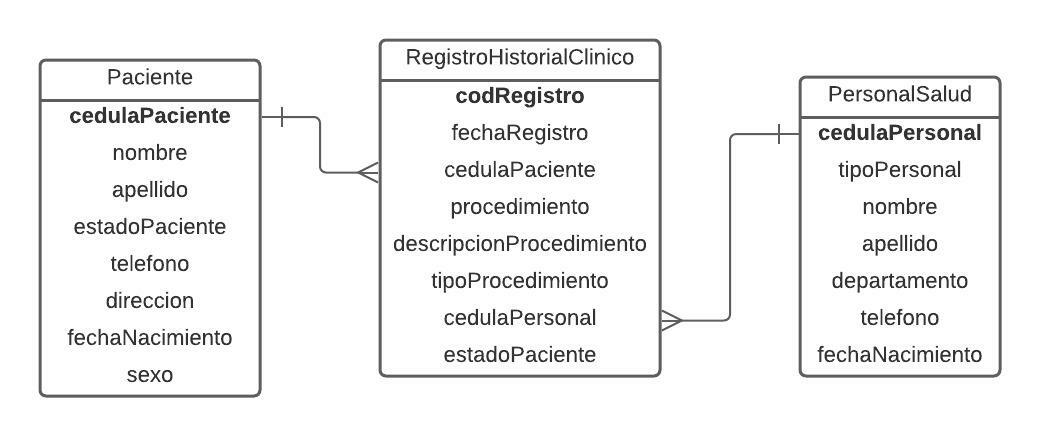 Paciente
cedulaPaciente
nombre
apellido
estadoPaciente
telefono
direccion
fechaNacimiento
sexo
RegistroHistorialClinico
codRegistro
fechaRegistro
cedulaPaciente
procedimiento
descripcionProcedimiento
tipoProcedimiento
cedulaPersonal
estadoPaciente
PersonalSalud
cedulaPersonal
tipoPersonal
nombre
apellido
departamento
telefono
fechaNacimiento